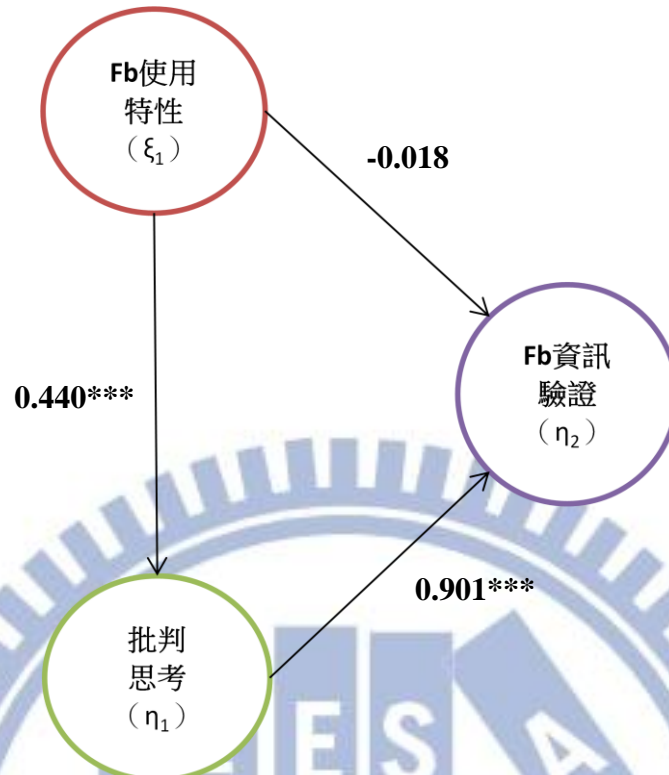 Fb使用
特性
（ξ₁）
-0.018
Fb資訊
驗證
（η₂）
0.440***
0.901***
批判
思考
（η₁）
E S A